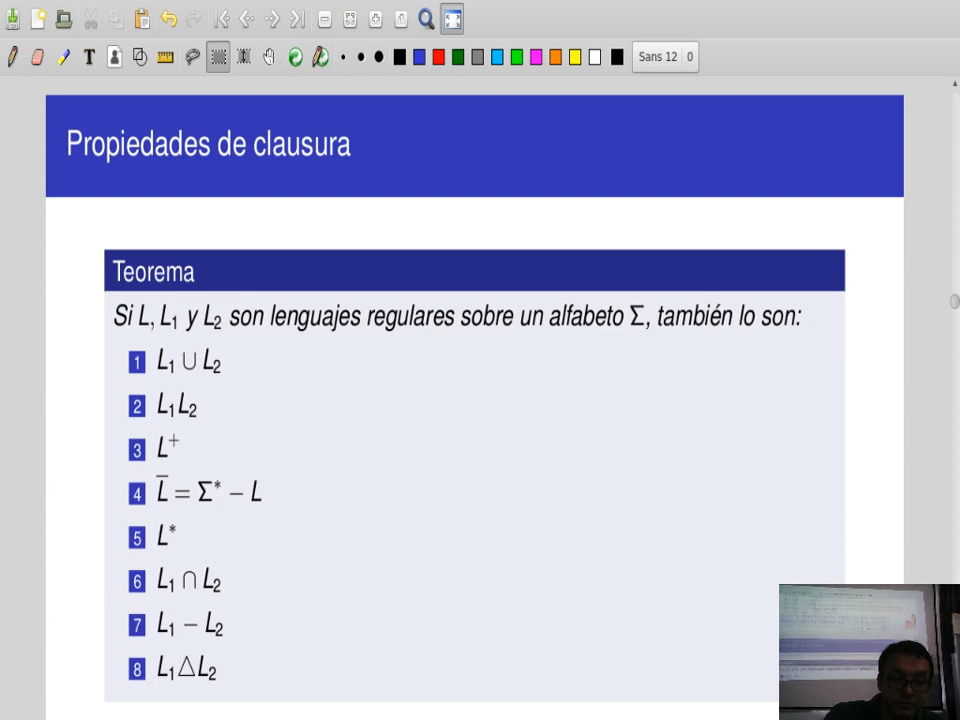 Sans 12 0
Propiedades de clausura
Teorema
Si L, L₁ y L₂ son lenguajes regulares sobre un alfabeto Σ, también lo son:
1 L₁ ∪ L₂
2 L₁L₂
3 L⁺
4 L̅ = Σ* − L
5 L*
6 L₁ ∩ L₂
7 L₁ − L₂
8 L₁△L₂